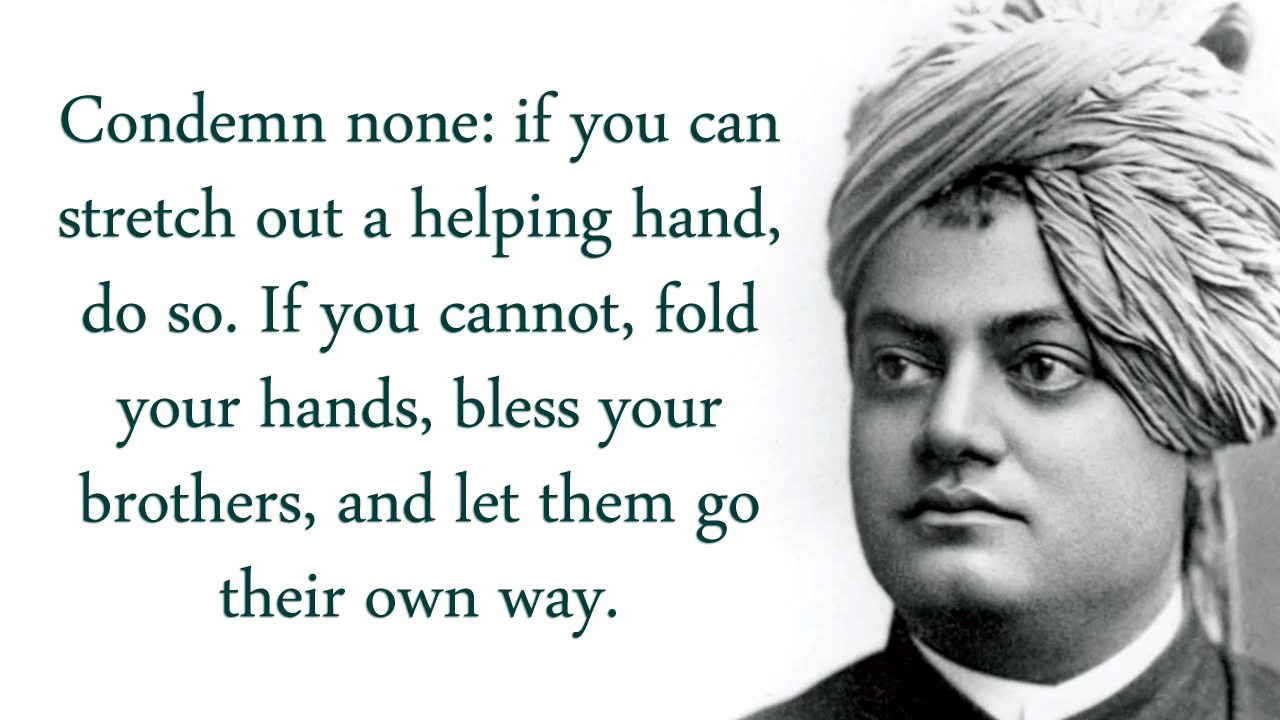 Condemn none: if you can
stretch out a helping hand,
do so. If you cannot, fold
your hands, bless your
brothers, and let them go
their own way.